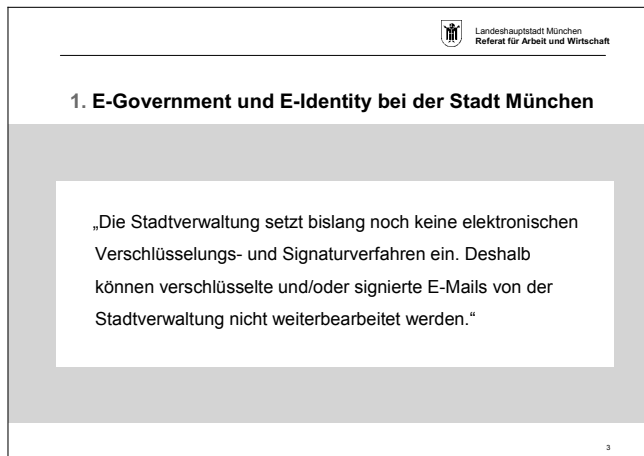 Landeshauptstadt München
Referat für Arbeit und Wirtschaft
1. E-Government und E-Identity bei der Stadt München
„Die Stadtverwaltung setzt bislang noch keine elektronischen
Verschlüsselungs- und Signaturverfahren ein. Deshalb
können verschlüsselte und/oder signierte E-Mails von der
Stadtverwaltung nicht weiterbearbeitet werden.“
3